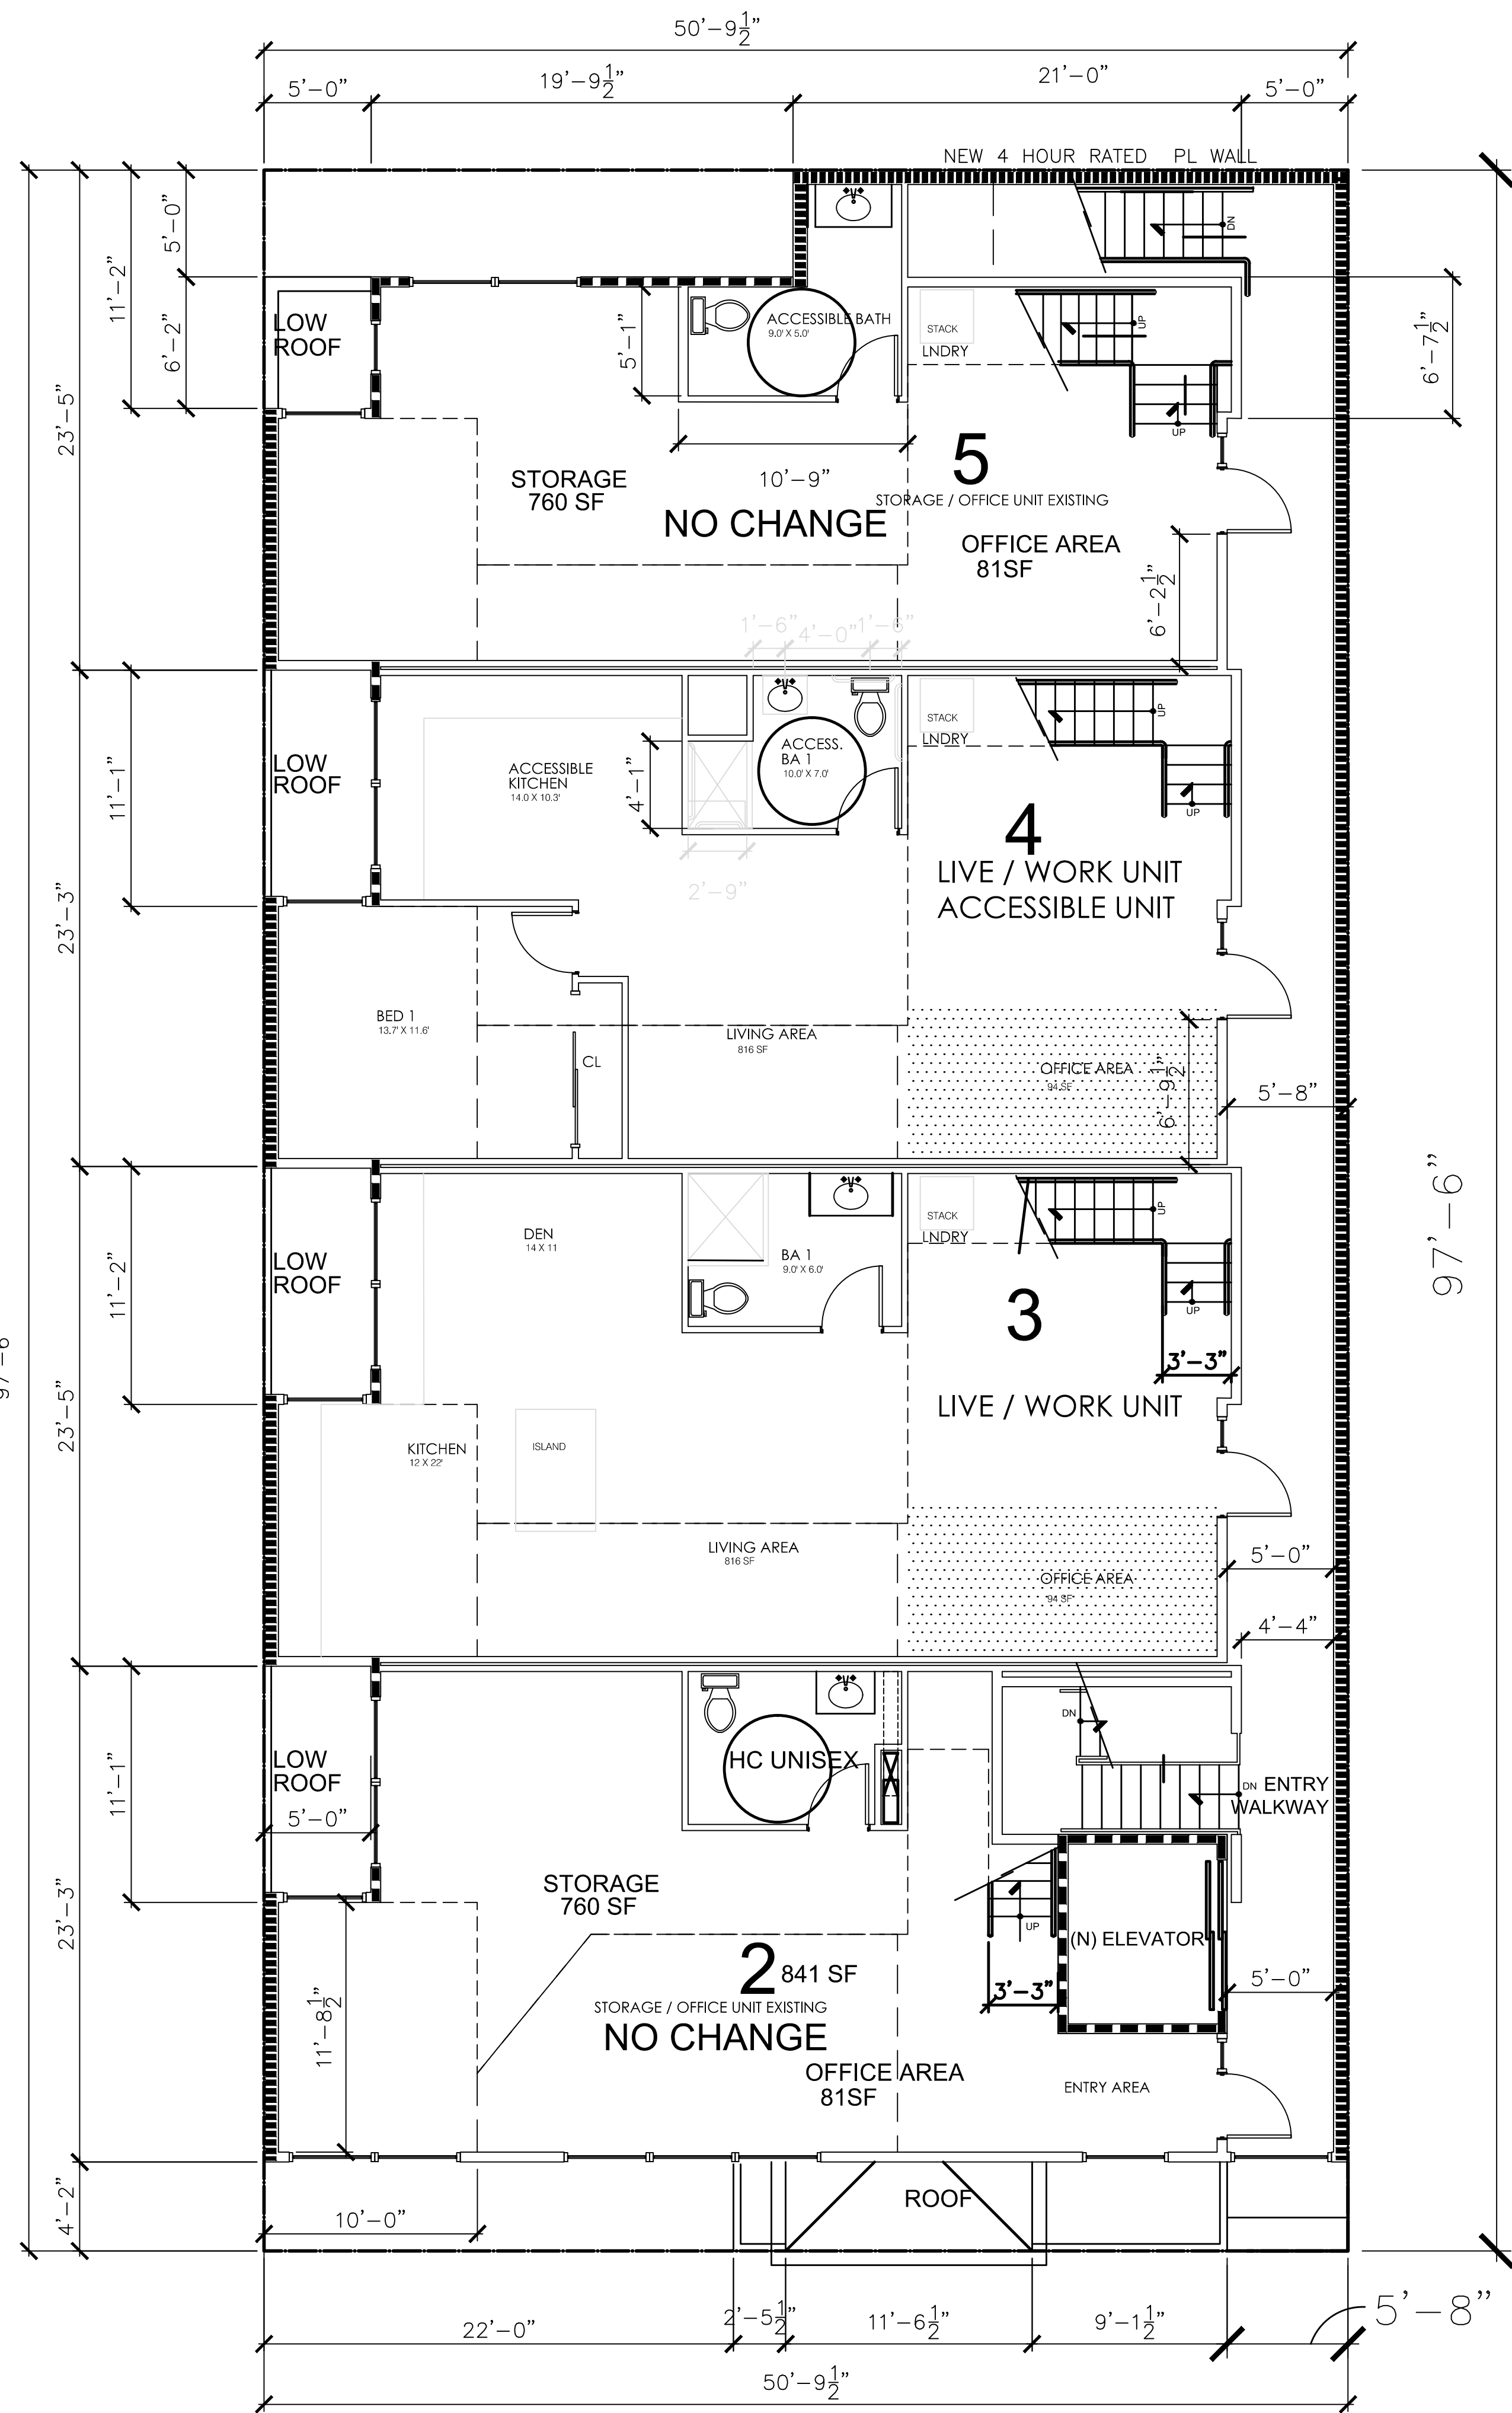 50'-9 1/2"
5'-0"
19'-9 1/2"
21'-0"
5'-0"
NEW 4 HOUR RATED PL WALL
5'-0"
11'-2"
6'-2"
23'-5"
LOW
ROOF
5'-1"
ACCESSIBLE BATH
9.0' X 5.0'
STACK
LNDRY
DN
UP
UP
6'-7 1/2"
STORAGE
760 SF
10'-9"
5
STORAGE / OFFICE UNIT EXISTING
NO CHANGE
OFFICE AREA
81SF
6'-2 1/2"
1'-6"
4'-0"
1'-6"
LOW
ROOF
11'-1"
23'-3"
ACCESSIBLE
KITCHEN
14.0 X 10.3'
4'-1"
2'-9"
ACCESS.
BA 1
10.0' X 7.0'
STACK
LNDRY
UP
UP
4
LIVE / WORK UNIT
ACCESSIBLE UNIT
BED 1
13.7' X 11.6'
CL
LIVING AREA
816 SF
OFFICE AREA
94 SF
6'-9 1/2"
5'-8"
97'-6"
97'-6"
LOW
ROOF
11'-2"
23'-5"
DEN
14 X 11
BA 1
9.0' X 6.0'
STACK
LNDRY
UP
UP
3
3'-3"
LIVE / WORK UNIT
KITCHEN
12 X 22'
ISLAND
LIVING AREA
816 SF
OFFICE AREA
94 SF
5'-0"
4'-4"
LOW
ROOF
5'-0"
11'-1"
23'-3"
HC UNISEX
DN
DN
ENTRY
WALKWAY
STORAGE
760 SF
UP
(N) ELEVATOR
3'-3"
5'-0"
2
841 SF
STORAGE / OFFICE UNIT EXISTING
NO CHANGE
11'-8 1/2"
OFFICE AREA
81SF
ENTRY AREA
4'-2"
10'-0"
ROOF
22'-0"
2'-5 1/2"
11'-6 1/2"
9'-1 1/2"
5'-8"
50'-9 1/2"